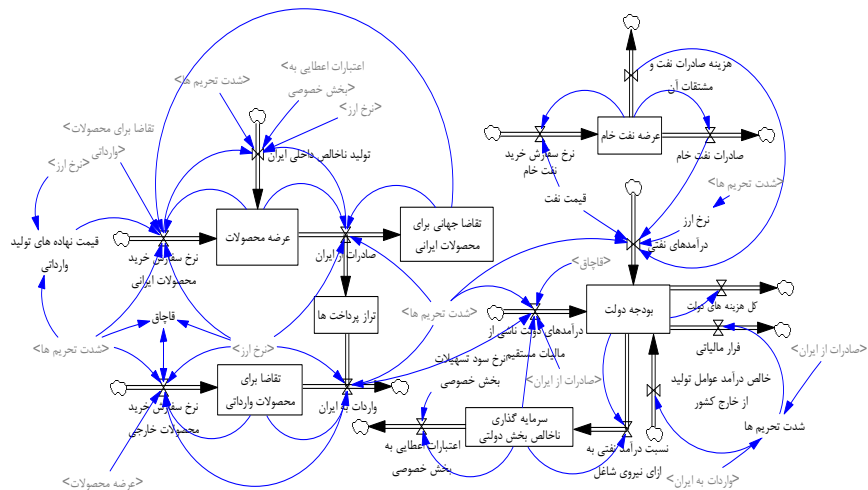 هزینه صادرات نفت و
مشتقات آن
<اعتبارات اعطایی به
بخش خصوصی>
<شدت تحریم ها>
<نرخ ارز>
عرضه نفت خام
نرخ سفارش خرید
نفت خام
صادرات نفت خام
<تقاضا برای محصولات
وارداتی>
تولید ناخالص داخلی ایران
<نرخ ارز>
<شدت تحریم ها>
قیمت نفت
نرخ ارز
تقاضا جهانی برای
محصولات ایرانی
عرضه محصولات
صادرات از ایران
قیمت نهاده های تولید
وارداتی
نرخ سفارش خرید
محصولات ایرانی
درآمدهای نفتی
<قاچاق>
بودجه دولت
کل هزینه های دولت
قاچاق
تراز پرداخت ها
<شدت تحریم ها>
درآمدهای دولت ناشی از
مالیات مستقیم
فرار مالیاتی
<شدت تحریم ها>
<نرخ ارز>
نرخ سود تسهیلات
بخش خصوصی
<صادرات از ایران>
<صادرات از ایران>
خالص درآمد عوامل تولید
از خارج کشور
تقاضا برای
محصولات وارداتی
نرخ سفارش خرید
محصولات خارجی
واردات به ایران
سرمایه گذاری
ناخالص بخش دولتی
شدت تحریم ها
اعتبارات اعطایی به
بخش خصوصی
نسبت درآمد نفتی به
ازای نیروی شاغل
<واردات به ایران>
<عرضه محصولات>